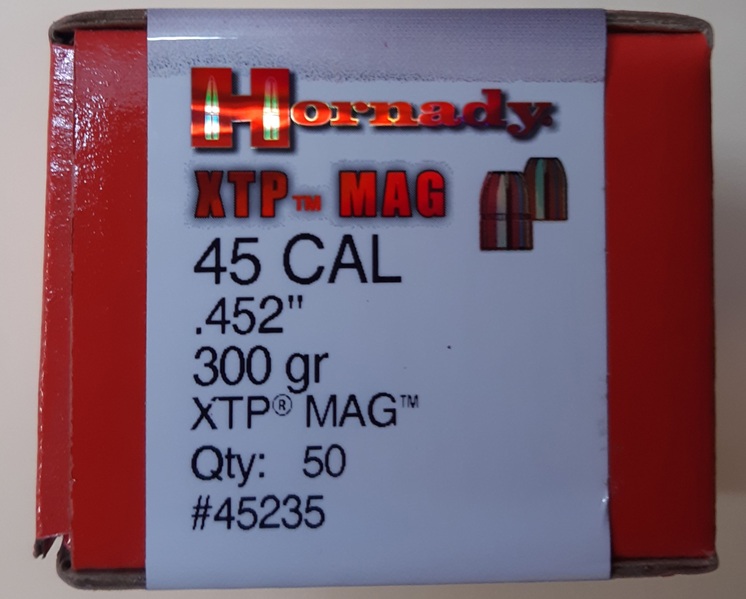 Hornady
XTP™ MAG
45 CAL
.452"
300 gr
XTP® MAG™
Qty: 50
#45235